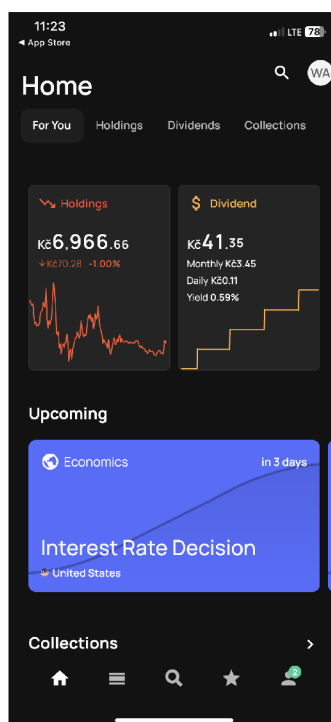 11:23
LTE 78
◀ App Store
Home
WA
For You Holdings Dividends Collections
Holdings
Kč6,966.66
↓Kč70.28 -1.00%
$ Dividend
Kč41.35
Monthly Kč3.45
Daily Kč0.11
Yield 0.59%
Upcoming
Economics
in 3 days
Interest Rate Decision
United States
Collections
2